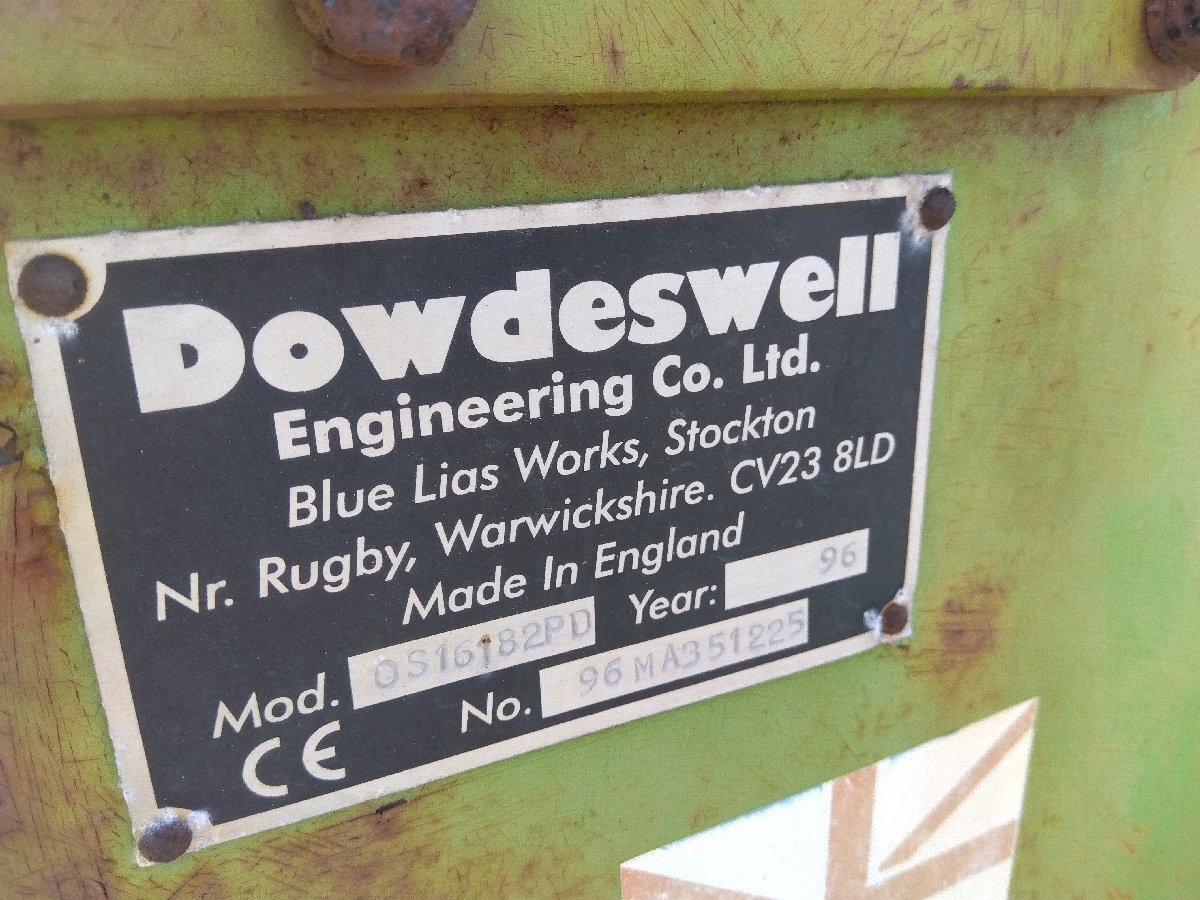 Dowdeswell
Engineering Co. Ltd.
Blue Lias Works, Stockton
Nr. Rugby, Warwickshire. CV23 8LD
Made In England
Mod. OS16182PD Year: 96
No. 96MA351225
CE